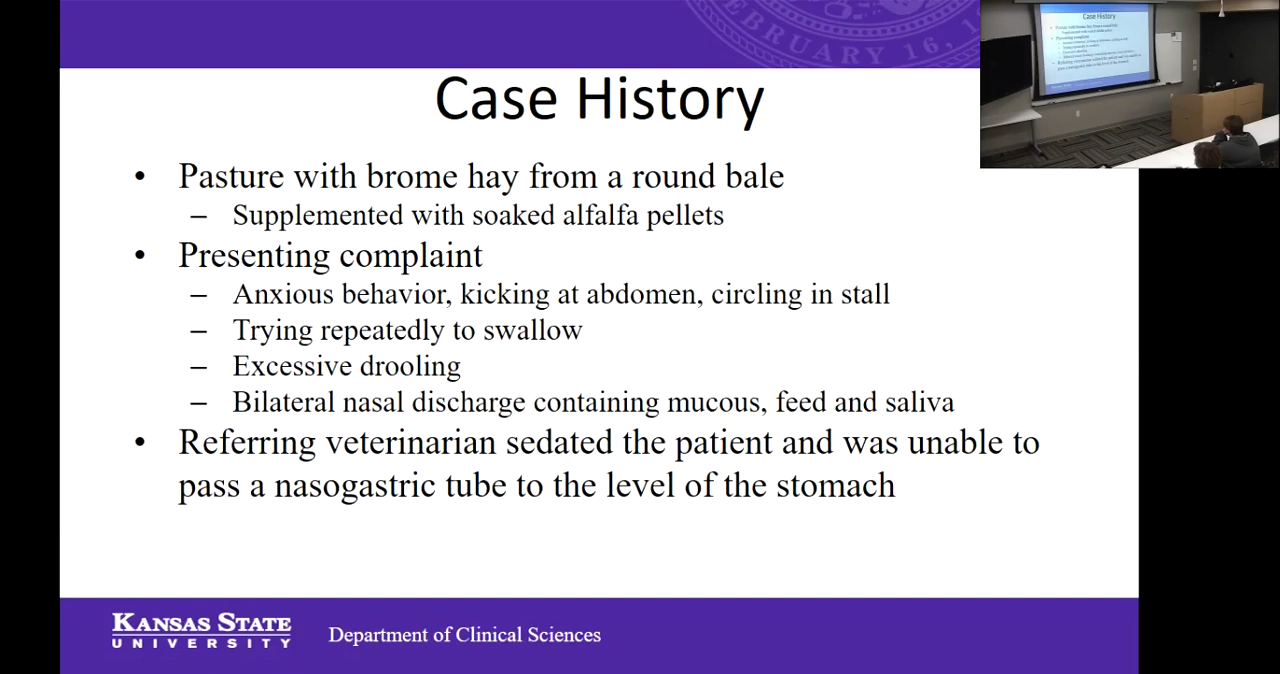 FEBRUARY 16, 1
Case History
• Pasture with brome hay from a round bale
– Supplemented with soaked alfalfa pellets
• Presenting complaint
– Anxious behavior, kicking at abdomen, circling in stall
– Trying repeatedly to swallow
– Excessive drooling
– Bilateral nasal discharge containing mucous, feed and saliva
• Referring veterinarian sedated the patient and was unable to
pass a nasogastric tube to the level of the stomach
KANSAS STATE
UNIVERSITY
Department of Clinical Sciences
Case History